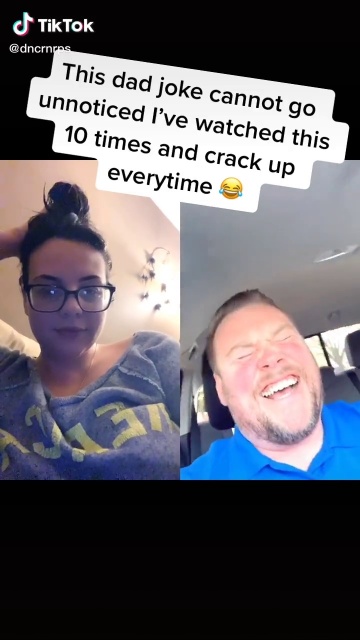 TikTok
@dncrnrps
This dad joke cannot go
unnoticed I've watched this
10 times and crack up
everytime 😂